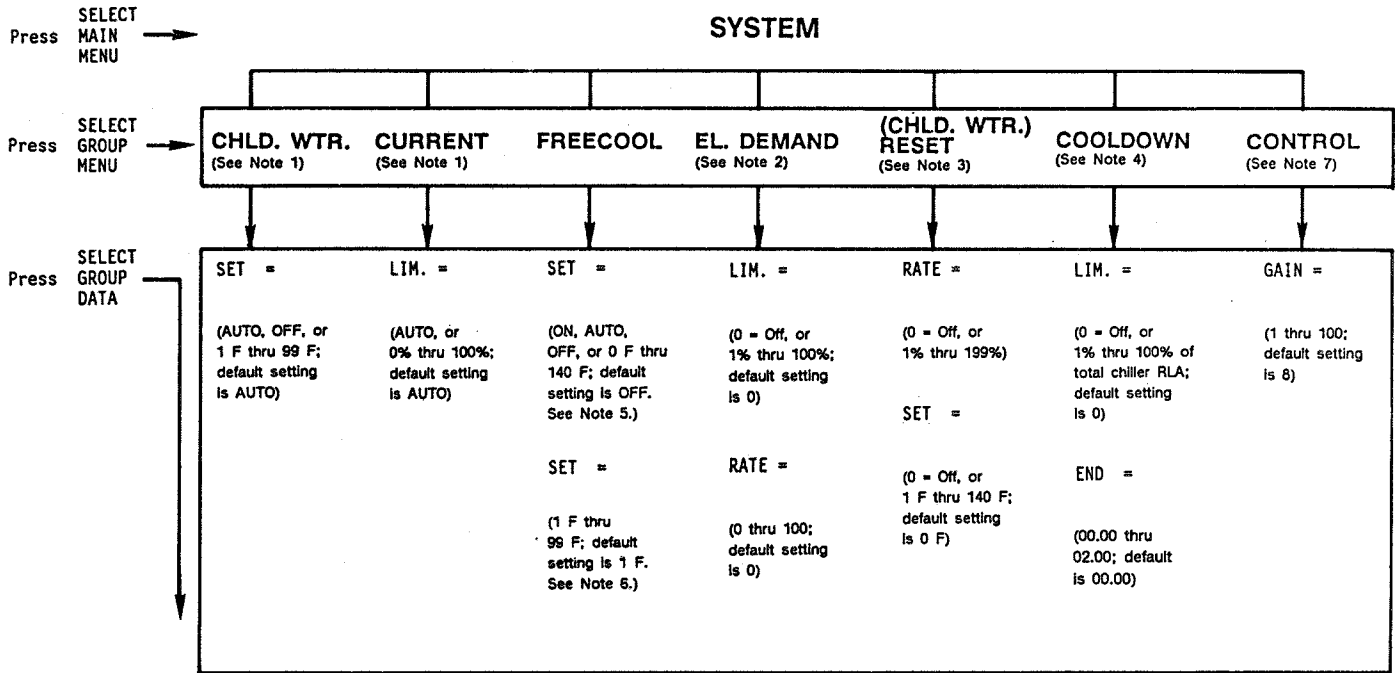 SELECT
Press MAIN
MENU
SYSTEM
SELECT
Press GROUP
MENU
CHLD. WTR.
(See Note 1)
CURRENT
(See Note 1)
FREECOOL
EL. DEMAND
(See Note 2)
(CHLD. WTR.)
RESET
(See Note 3)
COOLDOWN
(See Note 4)
CONTROL
(See Note 7)
SELECT
Press GROUP
DATA
SET =
(AUTO, OFF, or
1 F thru 99 F;
default setting
is AUTO)
LIM. =
(AUTO, or
0% thru 100%;
default setting
is AUTO)
SET =
(ON, AUTO,
OFF, or 0 F thru
140 F; default
setting is OFF.
See Note 5.)
SET =
(1 F thru
99 F; default
setting is 1 F.
See Note 6.)
LIM. =
(0 = Off, or
1% thru 100%;
default setting
is 0)
RATE =
(0 thru 100;
default setting
is 0)
RATE =
(0 = Off, or
1% thru 199%)
SET =
(0 = Off, or
1 F thru 140 F;
default setting
is 0 F)
LIM. =
(0 = Off, or
1% thru 100% of
total chiller RLA;
default setting
is 0)
END =
(00.00 thru
02.00; default
is 00.00)
GAIN =
(1 thru 100;
default setting
is 8)